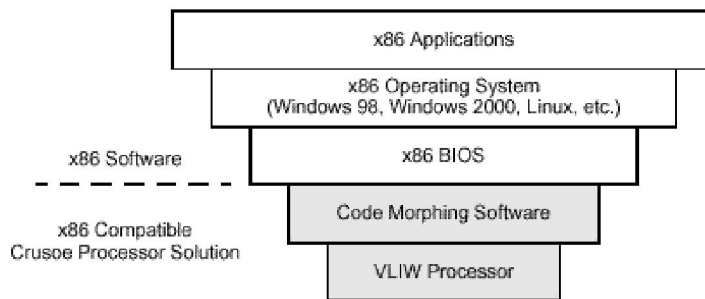 x86 Applications
x86 Operating System
(Windows 98, Windows 2000, Linux, etc.)
x86 BIOS
x86 Software
Code Morphing Software
x86 Compatible
Crusoe Processor Solution
VLIW Processor